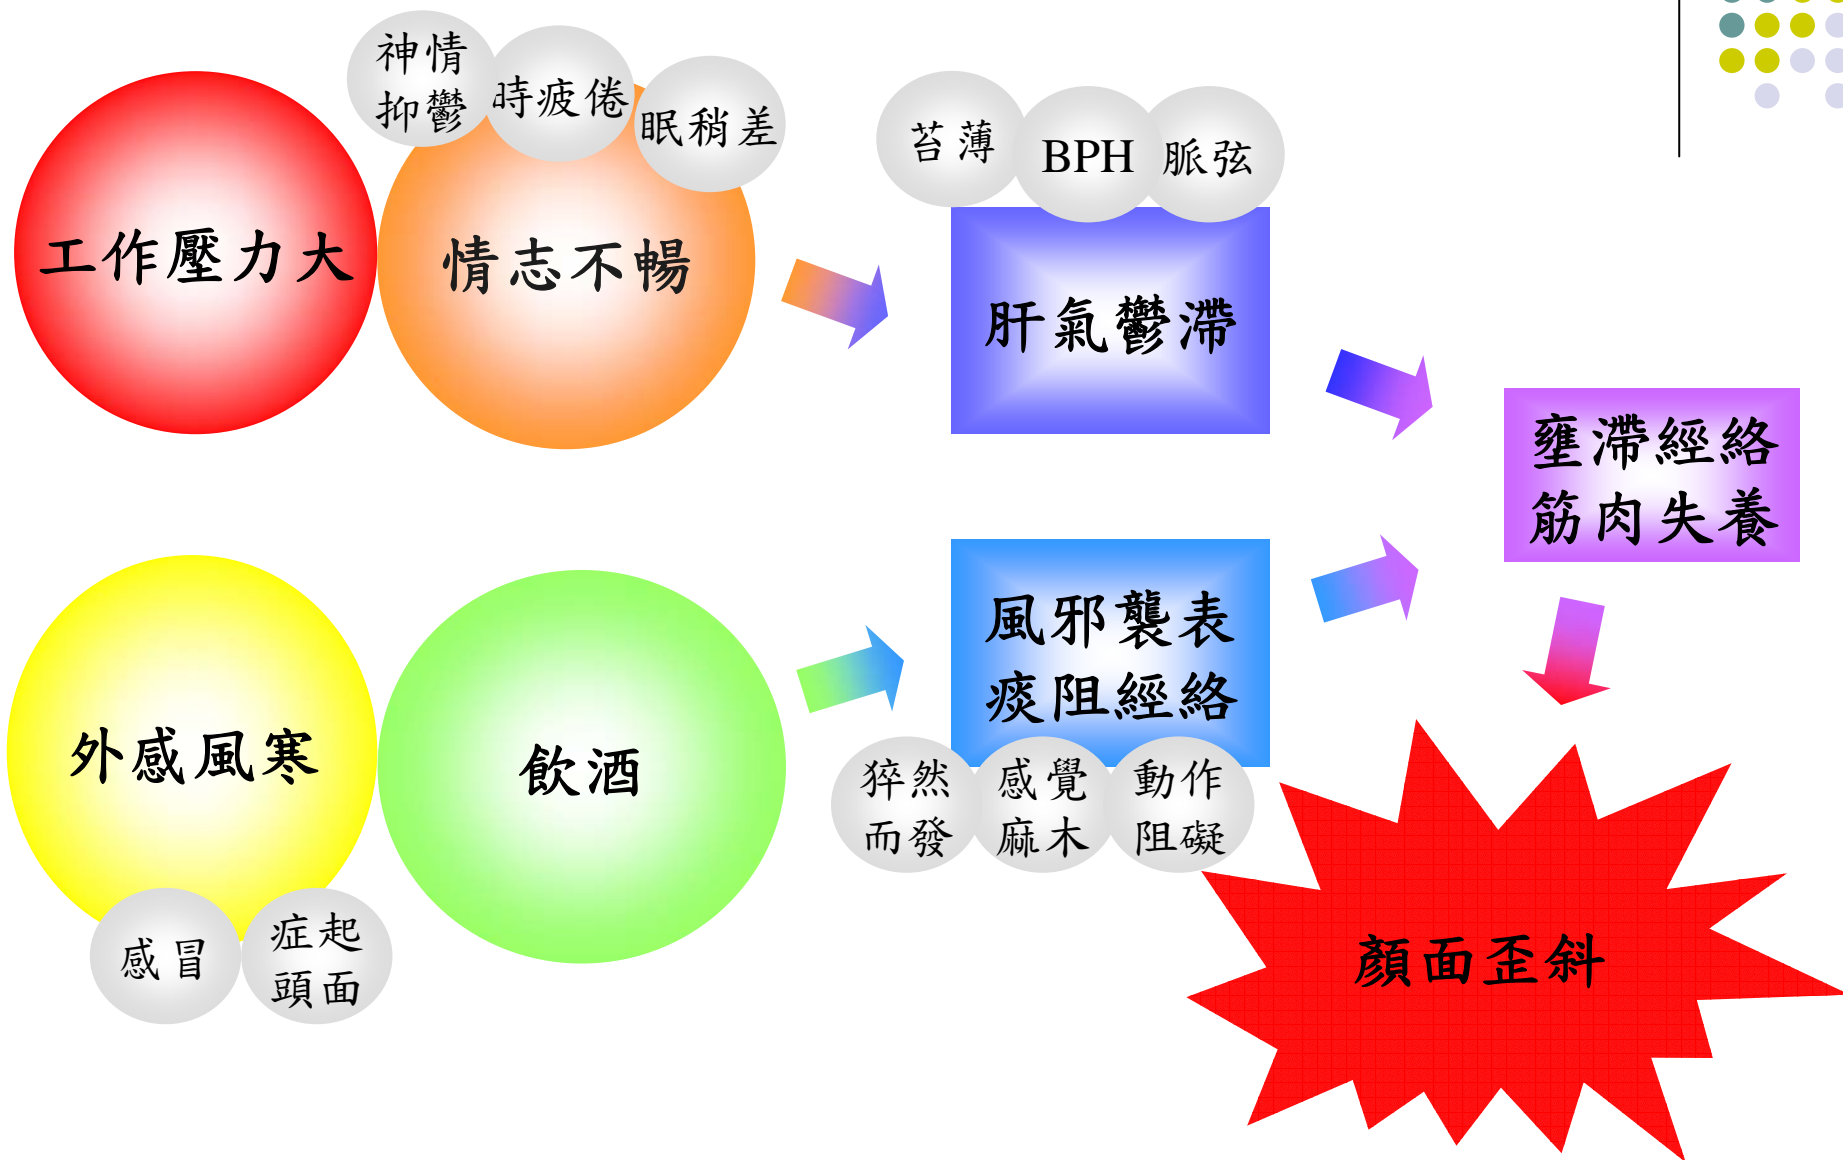 神情
抑鬱
時疲倦
眠稍差
工作壓力大
情志不暢
苔薄
BPH
脈弦
肝氣鬱滯
壅滯經絡
筋肉失養
外感風寒
感冒
症起
頭面
飲酒
風邪襲表
痰阻經絡
猝然
而發
感覺
麻木
動作
阻礙
顏面歪斜